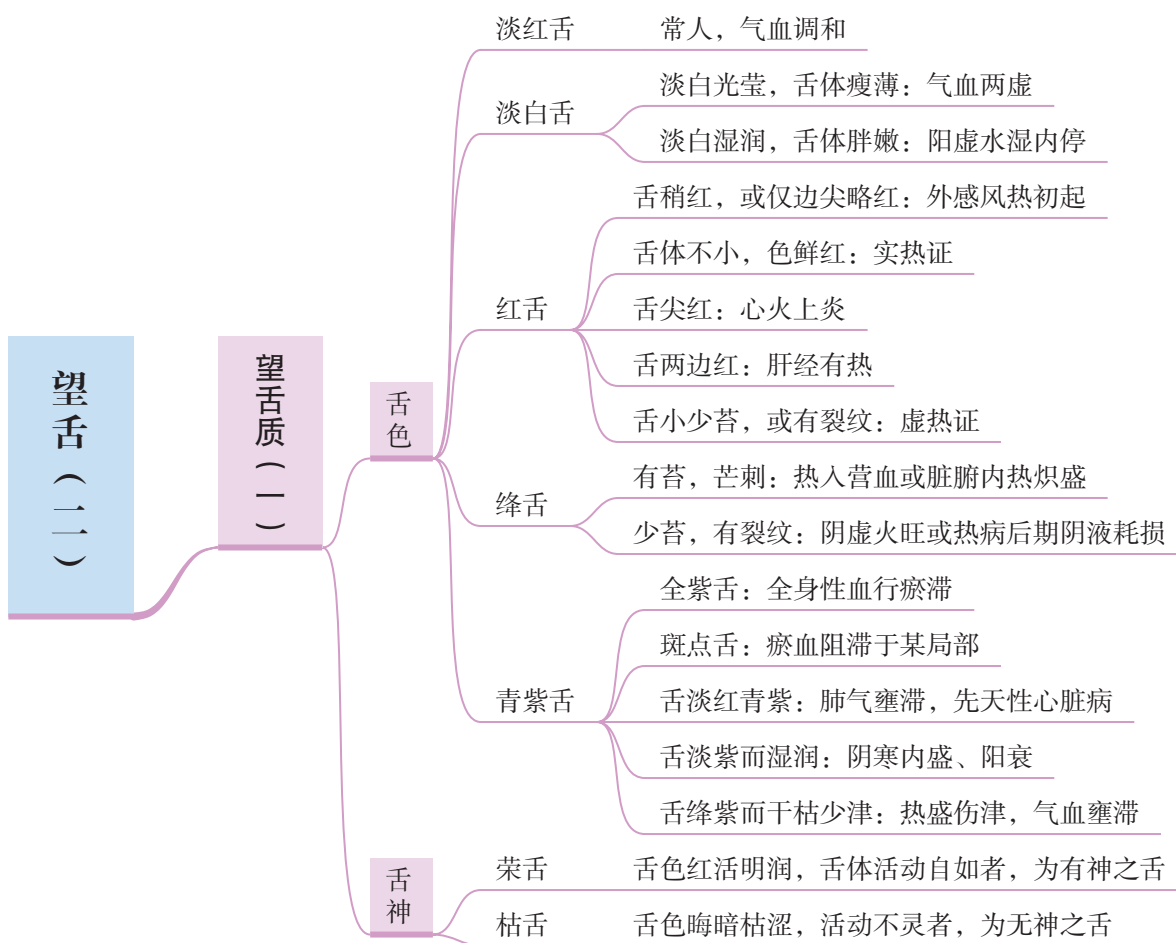 望舌（二）
望舌质（一）
舌色
淡红舌
常人，气血调和
淡白舌
淡白光莹，舌体瘦薄：气血两虚
淡白湿润，舌体胖嫩：阳虚水湿内停
红舌
舌稍红，或仅边尖略红：外感风热初起
舌体不小，色鲜红：实热证
舌尖红：心火上炎
舌两边红：肝经有热
舌小少苔，或有裂纹：虚热证
绛舌
有苔，芒刺：热入营血或脏腑内热炽盛
少苔，有裂纹：阴虚火旺或热病后期阴液耗损
青紫舌
全紫舌：全身性血行瘀滞
斑点舌：瘀血阻滞于某局部
舌淡红青紫：肺气壅滞，先天性心脏病
舌淡紫而湿润：阴寒内盛、阳衰
舌绛紫而干枯少津：热盛伤津，气血壅滞
舌神
荣舌
舌色红活明润，舌体活动自如者，为有神之舌
枯舌
舌色晦暗枯涩，活动不灵者，为无神之舌